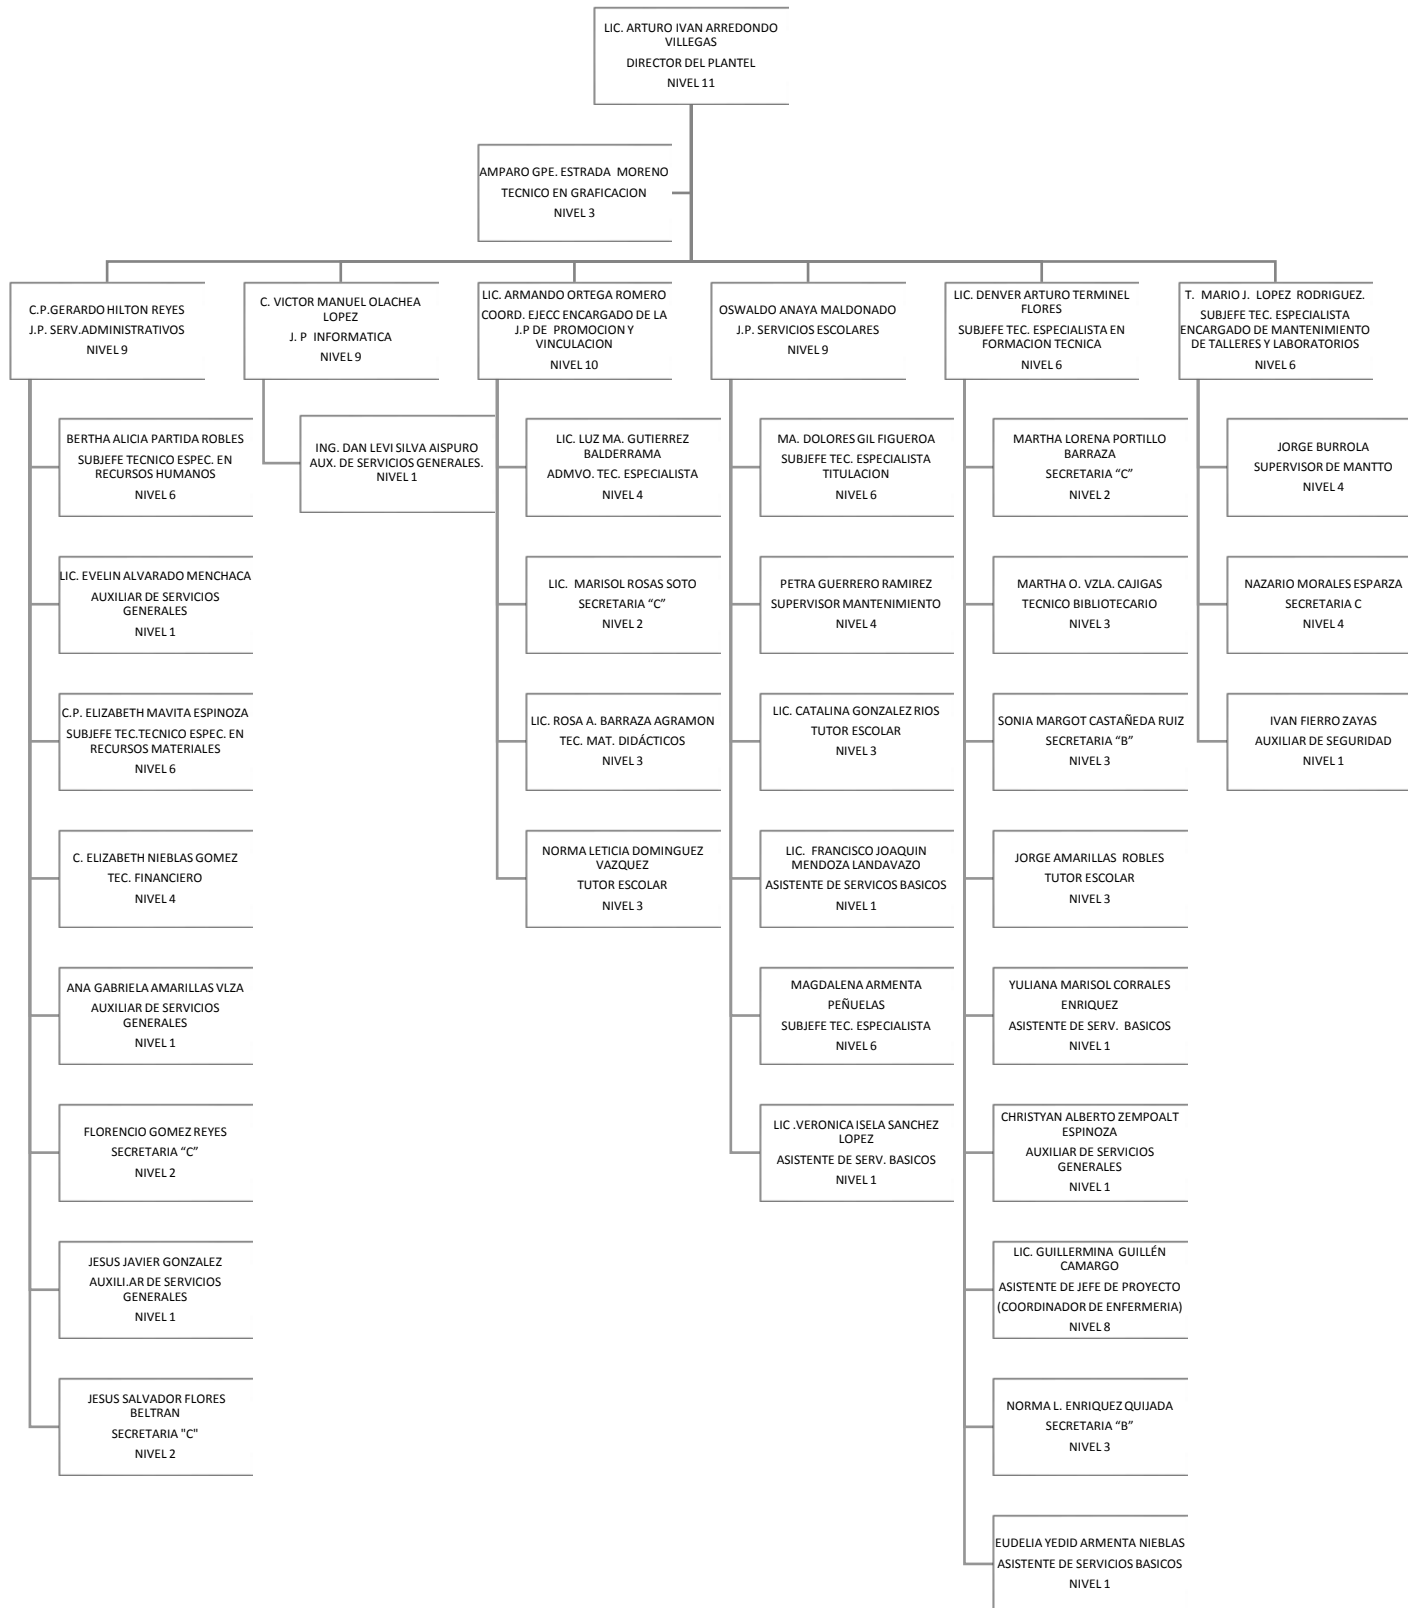 LIC. ARTURO IVAN ARREDONDO
VILLEGAS
DIRECTOR DEL PLANTEL
NIVEL 11
AMPARO GPE. ESTRADA MORENO
TECNICO EN GRAFICACION
NIVEL 3
C.P.GERARDO HILTON REYES
J.P. SERV.ADMINISTRATIVOS
NIVEL 9
BERTHA ALICIA PARTIDA ROBLES
SUBJEFE TECNICO ESPEC. EN
RECURSOS HUMANOS
NIVEL 6
LIC. EVELIN ALVARADO MENCHACA
AUXILIAR DE SERVICIOS
GENERALES
NIVEL 1
C.P. ELIZABETH MAVITA ESPINOZA
SUBJEFE TEC.TECNICO ESPEC. EN
RECURSOS MATERIALES
NIVEL 6
C. ELIZABETH NIEBLAS GOMEZ
TEC. FINANCIERO
NIVEL 4
ANA GABRIELA AMARILLAS VLZA
AUXILIAR DE SERVICIOS
GENERALES
NIVEL 1
FLORENCIO GOMEZ REYES
SECRETARIA “C”
NIVEL 2
JESUS JAVIER GONZALEZ
AUXILI.AR DE SERVICIOS
GENERALES
NIVEL 1
JESUS SALVADOR FLORES
BELTRAN
SECRETARIA "C"
NIVEL 2
C. VICTOR MANUEL OLACHEA
LOPEZ
J. P INFORMATICA
NIVEL 9
ING. DAN LEVI SILVA AISPURO
AUX. DE SERVICIOS GENERALES.
NIVEL 1
LIC. ARMANDO ORTEGA ROMERO
COORD. EJECC ENCARGADO DE LA
J.P DE PROMOCION Y
VINCULACION
NIVEL 10
LIC. LUZ MA. GUTIERREZ
BALDERRAMA
ADMVO. TEC. ESPECIALISTA
NIVEL 4
LIC. MARISOL ROSAS SOTO
SECRETARIA “C”
NIVEL 2
LIC. ROSA A. BARRAZA AGRAMON
TEC. MAT. DIDÁCTICOS
NIVEL 3
NORMA LETICIA DOMINGUEZ
VAZQUEZ
TUTOR ESCOLAR
NIVEL 3
OSWALDO ANAYA MALDONADO
J.P. SERVICIOS ESCOLARES
NIVEL 9
MA. DOLORES GIL FIGUEROA
SUBJEFE TEC. ESPECIALISTA
TITULACION
NIVEL 6
PETRA GUERRERO RAMIREZ
SUPERVISOR MANTENIMIENTO
NIVEL 4
LIC. CATALINA GONZALEZ RIOS
TUTOR ESCOLAR
NIVEL 3
LIC. FRANCISCO JOAQUIN
MENDOZA LANDAVAZO
ASISTENTE DE SERVICOS BASICOS
NIVEL 1
MAGDALENA ARMENTA
PEÑUELAS
SUBJEFE TEC. ESPECIALISTA
NIVEL 6
LIC .VERONICA ISELA SANCHEZ
LOPEZ
ASISTENTE DE SERV. BASICOS
NIVEL 1
LIC. DENVER ARTURO TERMINEL
FLORES
SUBJEFE TEC. ESPECIALISTA EN
FORMACION TECNICA
NIVEL 6
MARTHA LORENA PORTILLO
BARRAZA
SECRETARIA “C”
NIVEL 2
MARTHA O. VZLA. CAJIGAS
TECNICO BIBLIOTECARIO
NIVEL 3
SONIA MARGOT CASTAÑEDA RUIZ
SECRETARIA “B”
NIVEL 3
JORGE AMARILLAS ROBLES
TUTOR ESCOLAR
NIVEL 3
YULIANA MARISOL CORRALES
ENRIQUEZ
ASISTENTE DE SERV. BASICOS
NIVEL 1
CHRISTYAN ALBERTO ZEMPOALT
ESPINOZA
AUXILIAR DE SERVICIOS
GENERALES
NIVEL 1
LIC. GUILLERMINA GUILLÉN
CAMARGO
ASISTENTE DE JEFE DE PROYECTO
(COORDINADOR DE ENFERMERIA)
NIVEL 8
NORMA L. ENRIQUEZ QUIJADA
SECRETARIA “B”
NIVEL 3
EUDELIA YEDID ARMENTA NIEBLAS
ASISTENTE DE SERVICIOS BASICOS
NIVEL 1
T. MARIO J. LOPEZ RODRIGUEZ.
SUBJEFE TEC. ESPECIALISTA
ENCARGADO DE MANTENIMIENTO
DE TALLERES Y LABORATORIOS
NIVEL 6
JORGE BURROLA
SUPERVISOR DE MANTTO
NIVEL 4
NAZARIO MORALES ESPARZA
SECRETARIA C
NIVEL 4
IVAN FIERRO ZAYAS
AUXILIAR DE SEGURIDAD
NIVEL 1